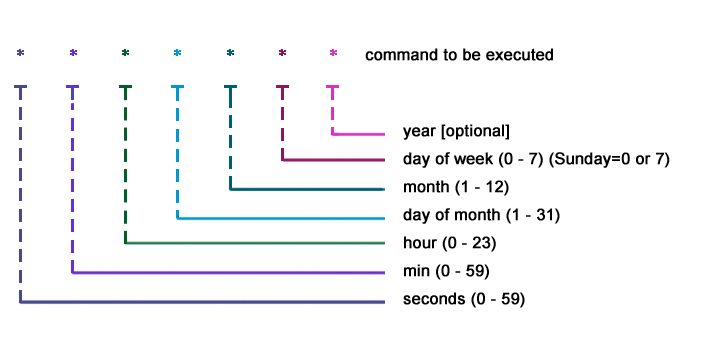 * * * * * * * command to be executed
year [optional]
day of week (0 - 7) (Sunday=0 or 7)
month (1 - 12)
day of month (1 - 31)
hour (0 - 23)
min (0 - 59)
seconds (0 - 59)